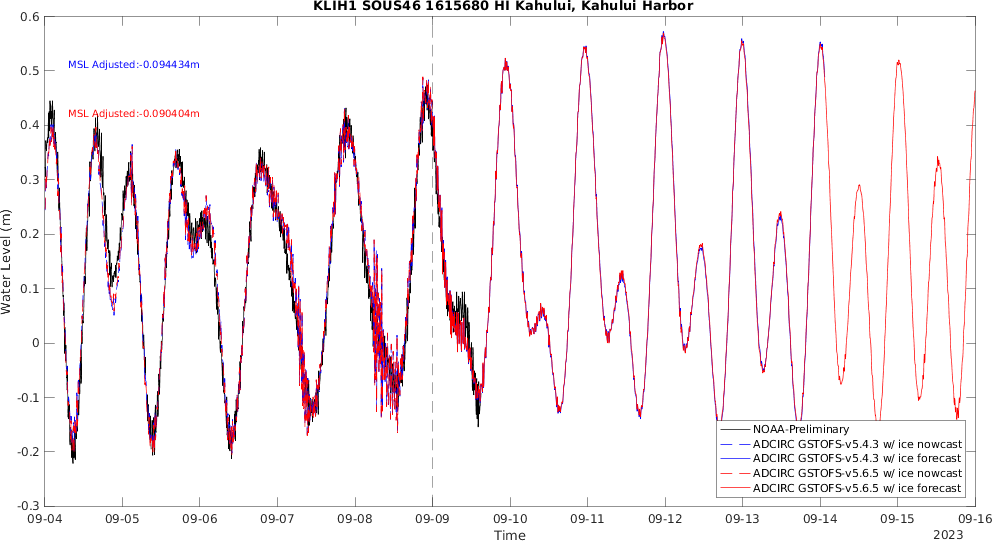 KLIH1 SOUS46 1615680 HI Kahului, Kahului Harbor
0.6
0.5
0.4
0.3
0.2
0.1
0
-0.1
-0.2
-0.3
Water Level (m)
MSL Adjusted:-0.094434m
MSL Adjusted:-0.090404m
NOAA-Preliminary
ADCIRC GSTOFS-v5.4.3 w/ ice nowcast
ADCIRC GSTOFS-v5.4.3 w/ ice forecast
ADCIRC GSTOFS-v5.6.5 w/ ice nowcast
ADCIRC GSTOFS-v5.6.5 w/ ice forecast
09-04 09-05 09-06 09-07 09-08 09-09 09-10 09-11 09-12 09-13 09-14 09-15 09-16
Time
2023